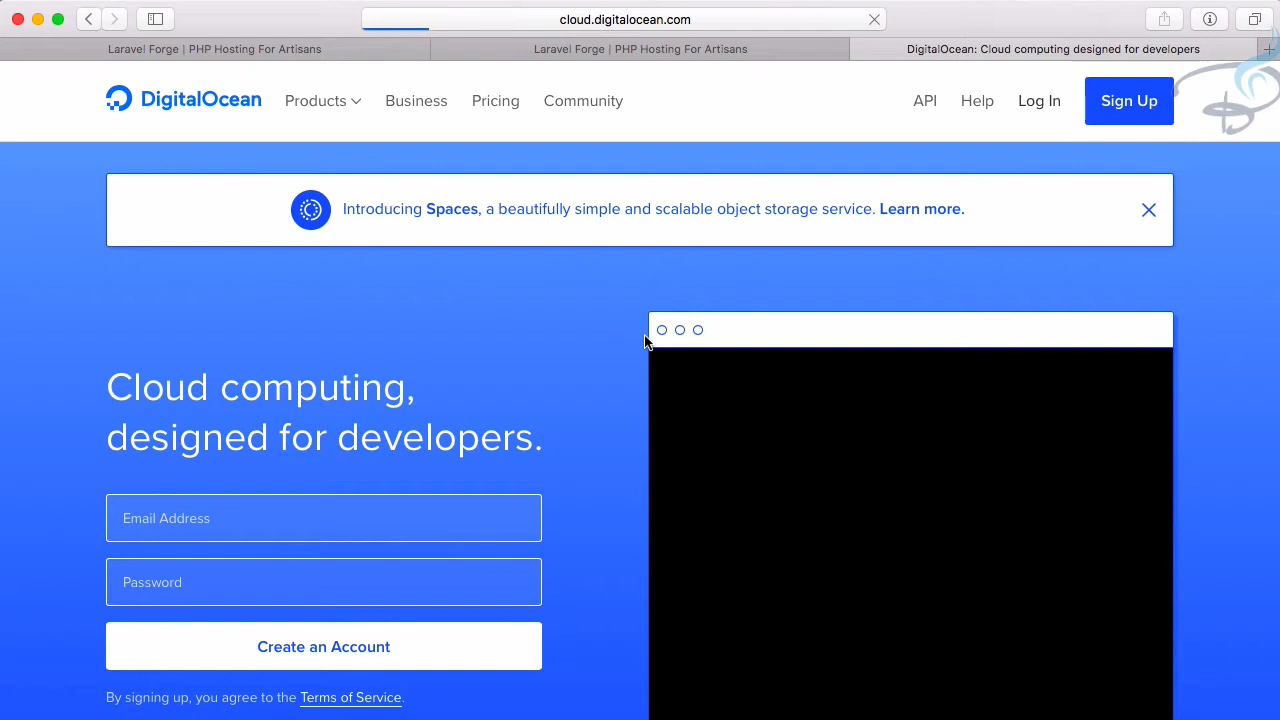 cloud.digitalocean.com
Laravel Forge | PHP Hosting For Artisans
Laravel Forge | PHP Hosting For Artisans
DigitalOcean: Cloud computing designed for developers
DigitalOcean
Products
Business
Pricing
Community
API
Help
Log In
Sign Up
Introducing Spaces, a beautifully simple and scalable object storage service. Learn more.
Cloud computing,
designed for developers.
Email Address
Password
Create an Account
By signing up, you agree to the Terms of Service.